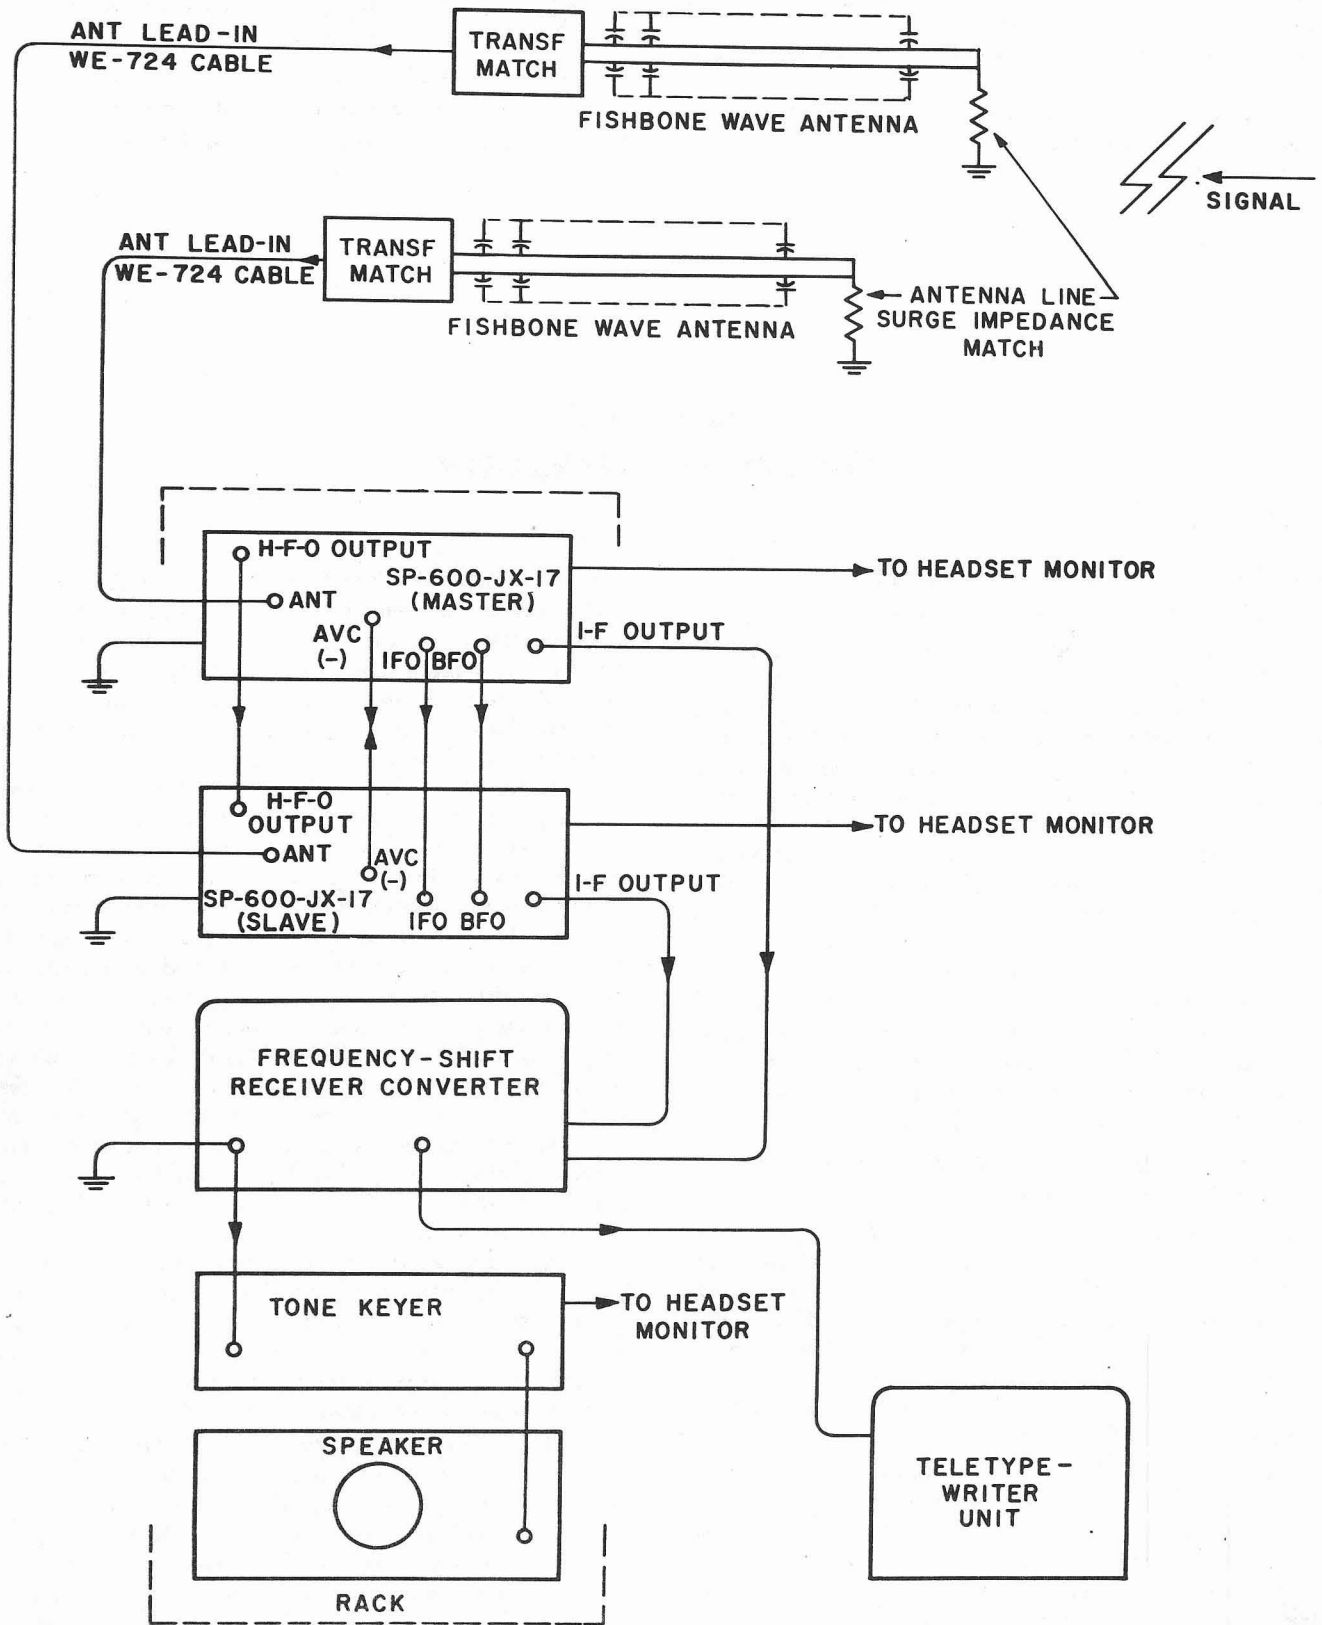 ANT LEAD-IN
WE-724 CABLE
TRANSF
MATCH
FISHBONE WAVE ANTENNA
SIGNAL
ANT LEAD-IN
WE-724 CABLE
TRANSF
MATCH
FISHBONE WAVE ANTENNA
ANTENNA LINE
SURGE IMPEDANCE
MATCH
H-F-O OUTPUT
SP-600-JX-17
(MASTER)
ANT
AVC
(-)
IFO BFO
I-F OUTPUT
TO HEADSET MONITOR
H-F-O
OUTPUT
ANT
AVC
(-)
SP-600-JX-17
(SLAVE)
IFO BFO
I-F OUTPUT
TO HEADSET MONITOR
FREQUENCY-SHIFT
RECEIVER CONVERTER
TONE KEYER
TO HEADSET
MONITOR
SPEAKER
TELETYPE-
WRITER
UNIT
RACK